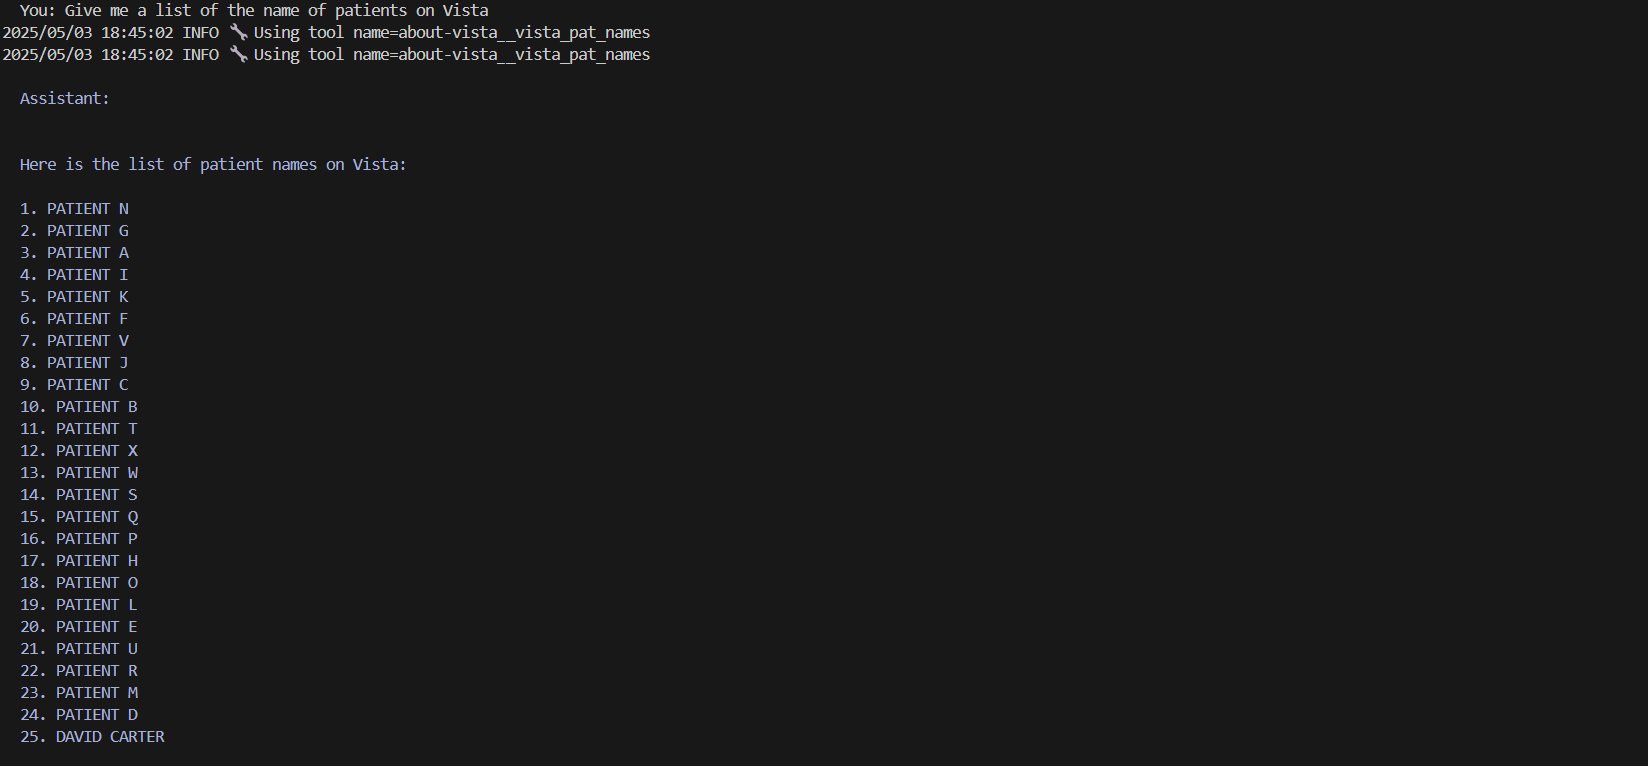 You: Give me a list of the name of patients on Vista
2025/05/03 18:45:02 INFO 🔧 Using tool name=about-vista__vista_pat_names
2025/05/03 18:45:02 INFO 🔧 Using tool name=about-vista__vista_pat_names
Assistant:
Here is the list of patient names on Vista:
1. PATIENT N
2. PATIENT G
3. PATIENT A
4. PATIENT I
5. PATIENT K
6. PATIENT F
7. PATIENT V
8. PATIENT J
9. PATIENT C
10. PATIENT B
11. PATIENT T
12. PATIENT X
13. PATIENT W
14. PATIENT S
15. PATIENT Q
16. PATIENT P
17. PATIENT H
18. PATIENT O
19. PATIENT L
20. PATIENT E
21. PATIENT U
22. PATIENT R
23. PATIENT M
24. PATIENT D
25. DAVID CARTER